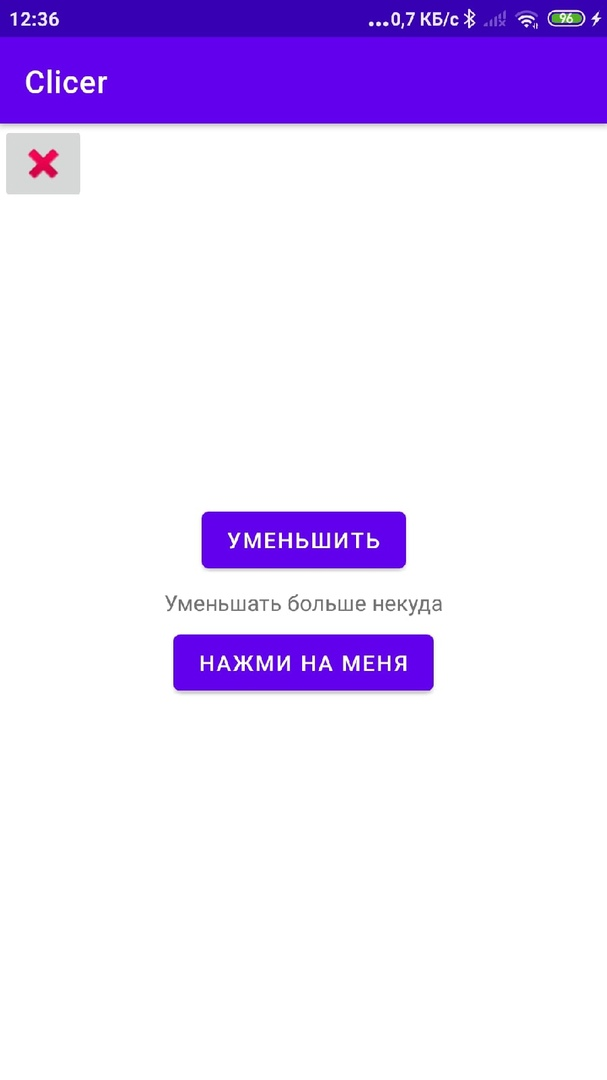 12:36 ...0,7 КБ/с 96
Clicer
УМЕНЬШИТЬ
Уменьшать больше некуда
НАЖМИ НА МЕНЯ